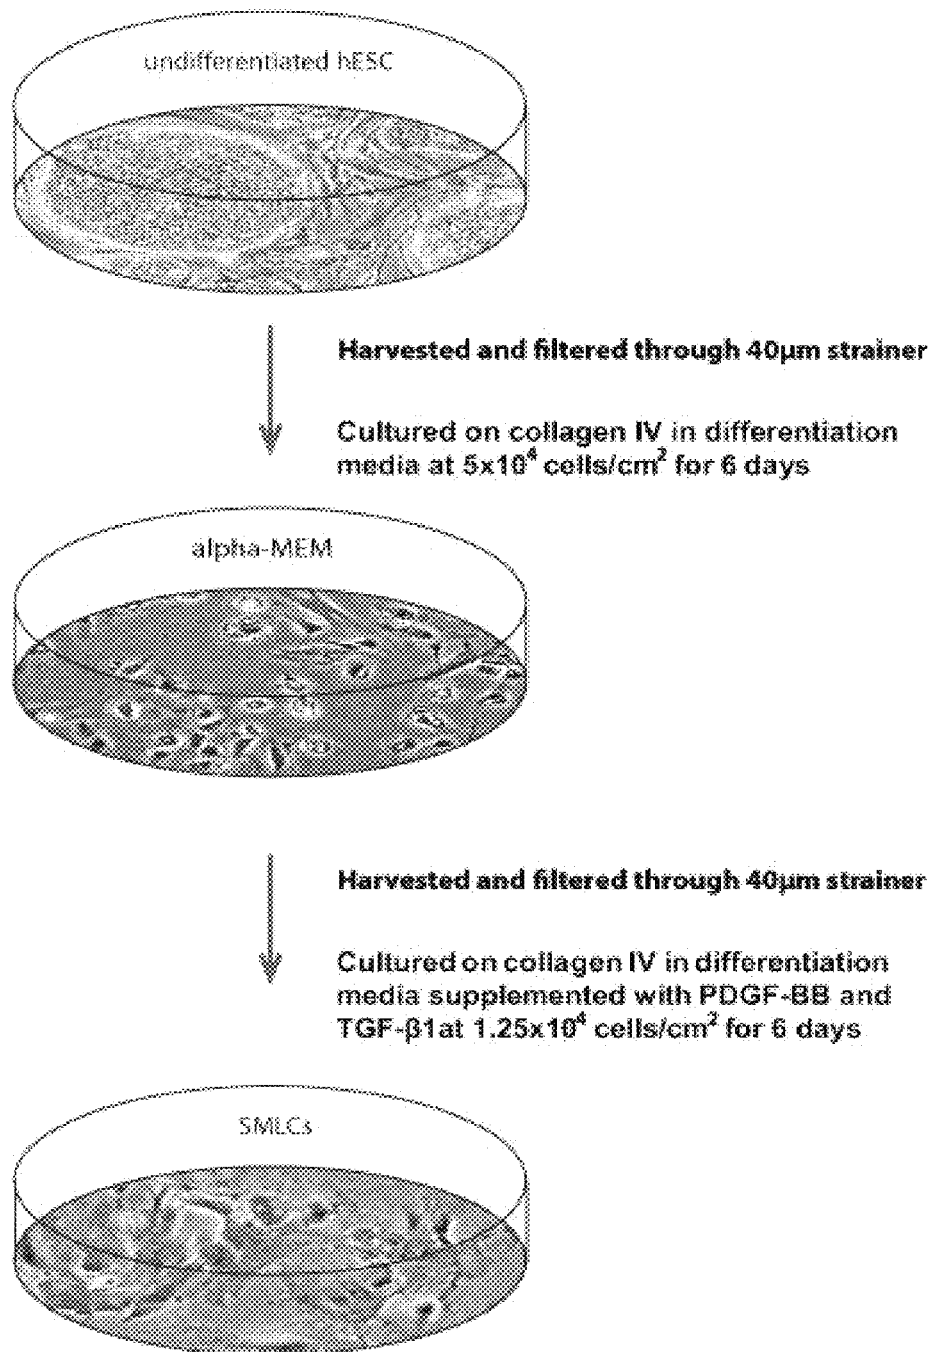 undifferentiated hESC
Harvested and filtered through 40µm strainer
Cultured on collagen IV in differentiation
media at 5x10⁴ cells/cm² for 6 days
alpha-MEM
Harvested and filtered through 40µm strainer
Cultured on collagen IV in differentiation
media supplemented with PDGF-BB and
TGF-β1at 1.25x10⁴ cells/cm² for 6 days
SMLCs